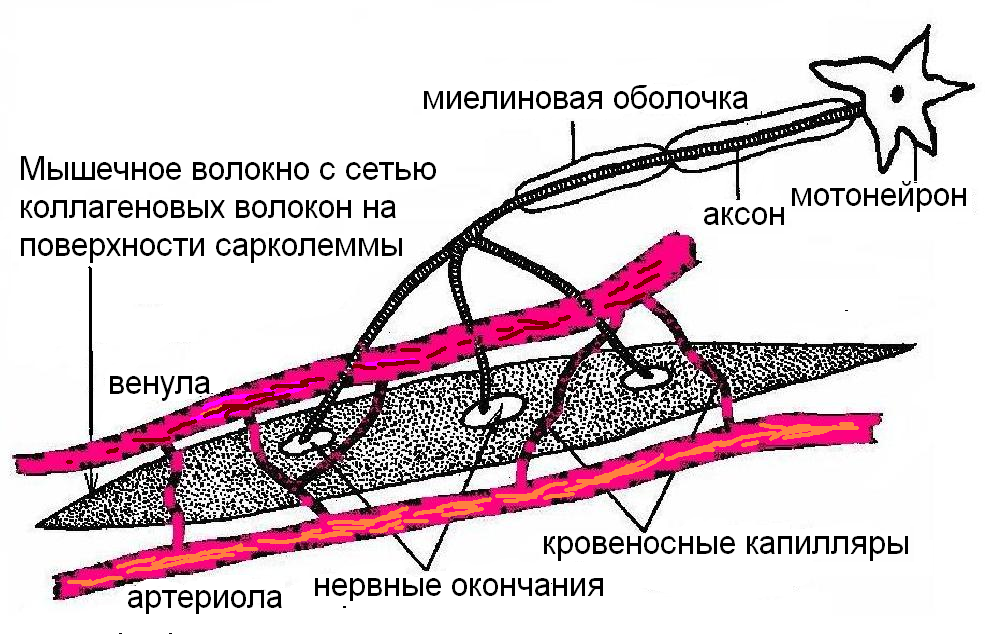 миелиновая оболочка
Мышечное волокно с сетью
коллагеновых волокон на
поверхности сарколеммы
аксон
мотонейрон
венула
кровеносные капилляры
нервные окончания
артериола